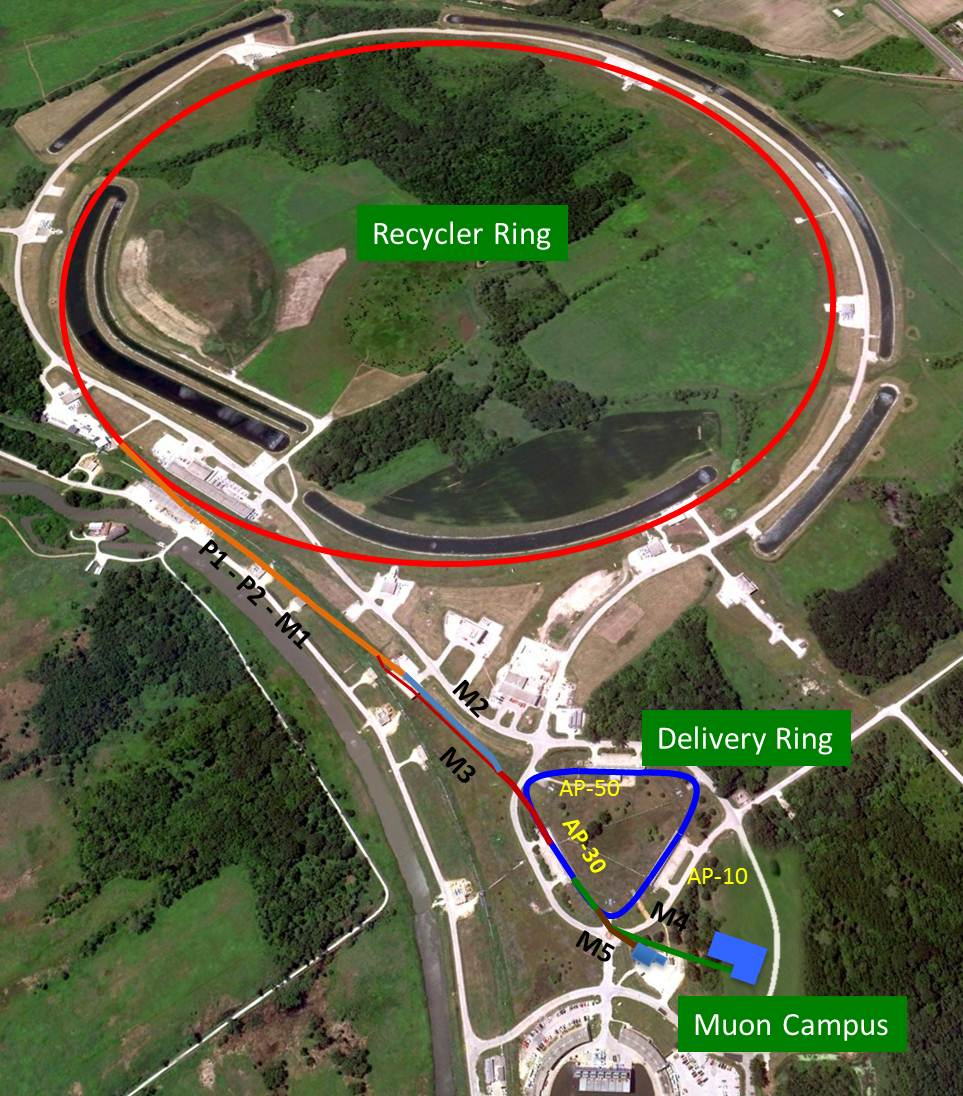 Recycler Ring
P1 - P2 - M1
M2
M3
Delivery Ring
AP-50
AP-30
AP-10
M4
M5
Muon Campus